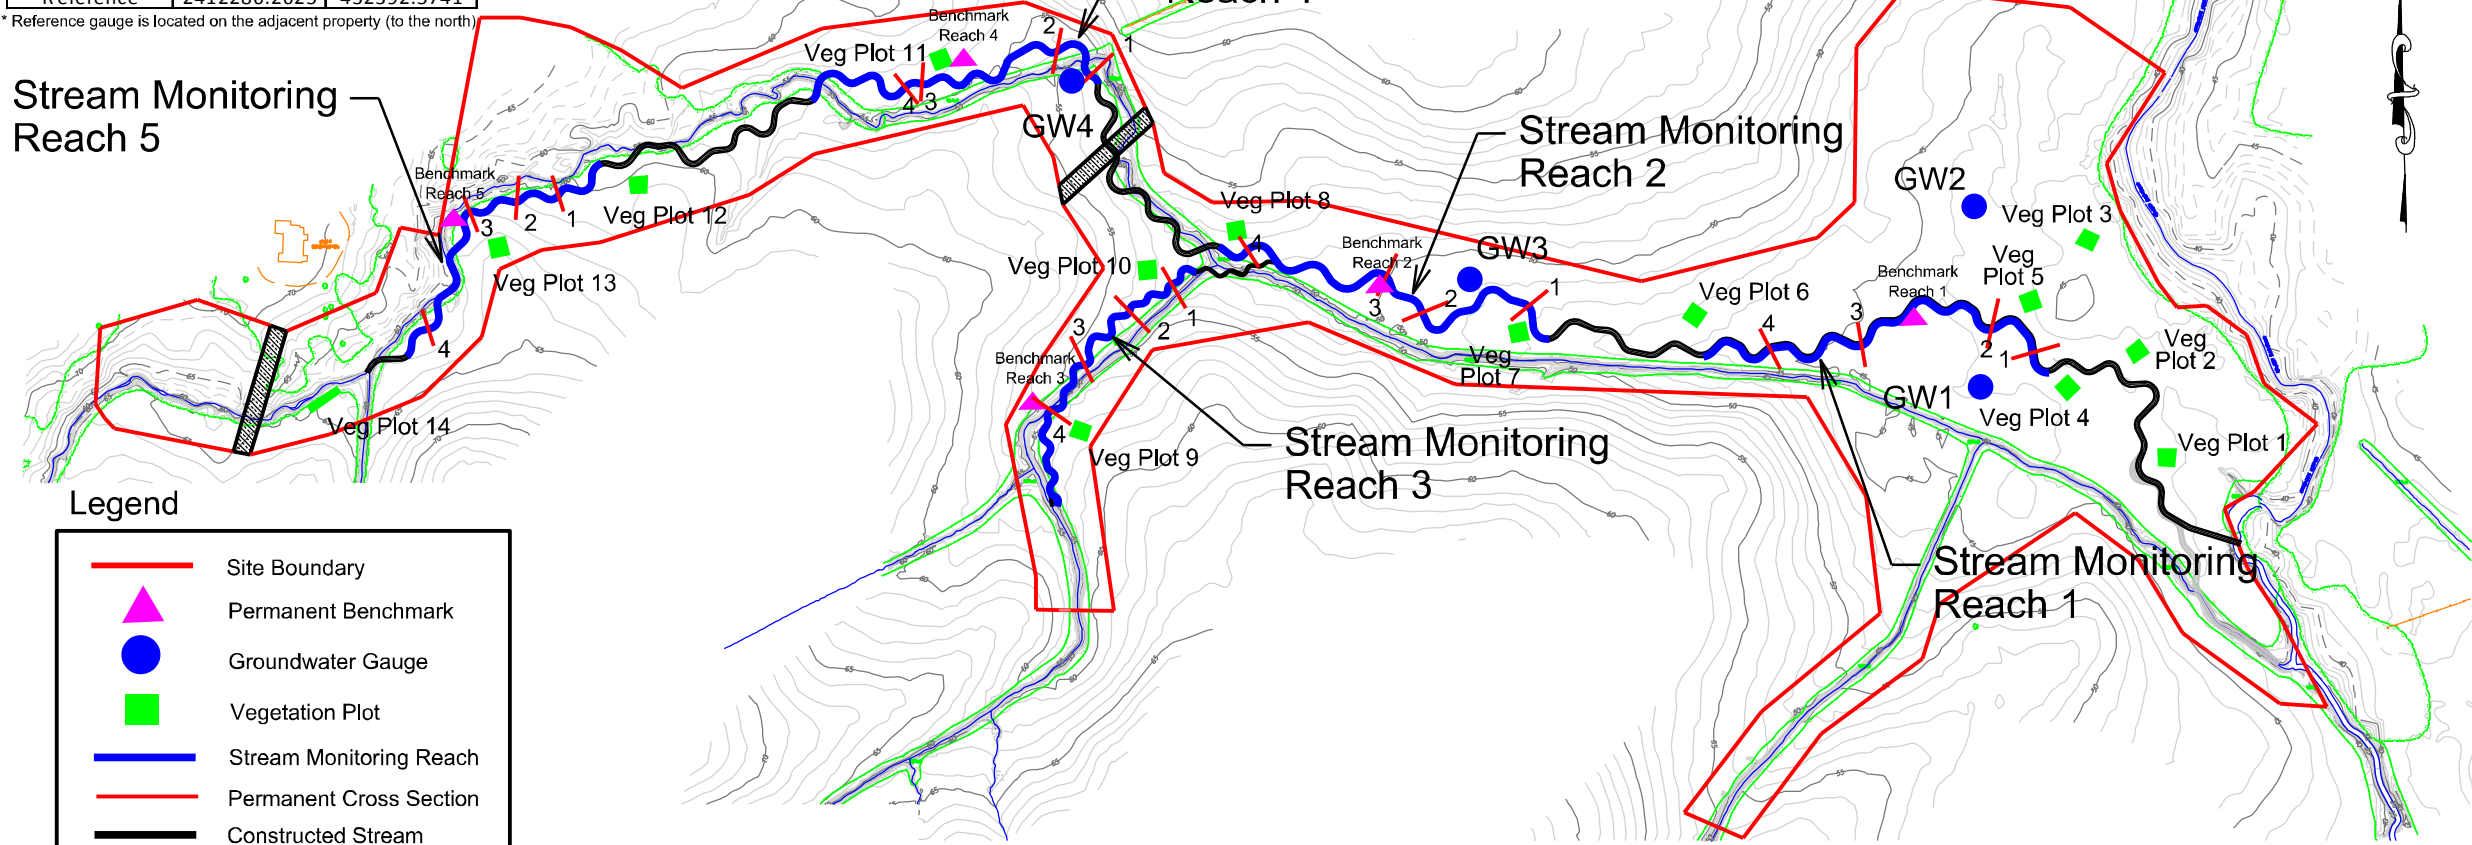 Reference 2412286.2025 452592.5741
* Reference gauge is located on the adjacent property (to the north)
Stream Monitoring
Reach 5
Benchmark
Reach 4
Veg Plot 11
2
1
4
3
GW4
Stream Monitoring
Reach 2
Benchmark
Reach 5
3
2
1
Veg Plot 12
Veg Plot 13
4
Veg Plot 14
Veg Plot 8
4
Benchmark
Reach 2
GW3
3
2
1
Veg Plot 10
3
2
1
Benchmark
Reach 3
4
Veg Plot 9
Stream Monitoring
Reach 3
Veg
Plot 7
Veg Plot 6
4
3
Benchmark
Reach 1
GW2
Veg Plot 3
Veg
Plot 5
2
1
Veg
Plot 2
GW1
Veg Plot 4
Veg Plot 1
Stream Monitoring
Reach 1
Legend
Site Boundary
Permanent Benchmark
Groundwater Gauge
Vegetation Plot
Stream Monitoring Reach
Permanent Cross Section
Constructed Stream